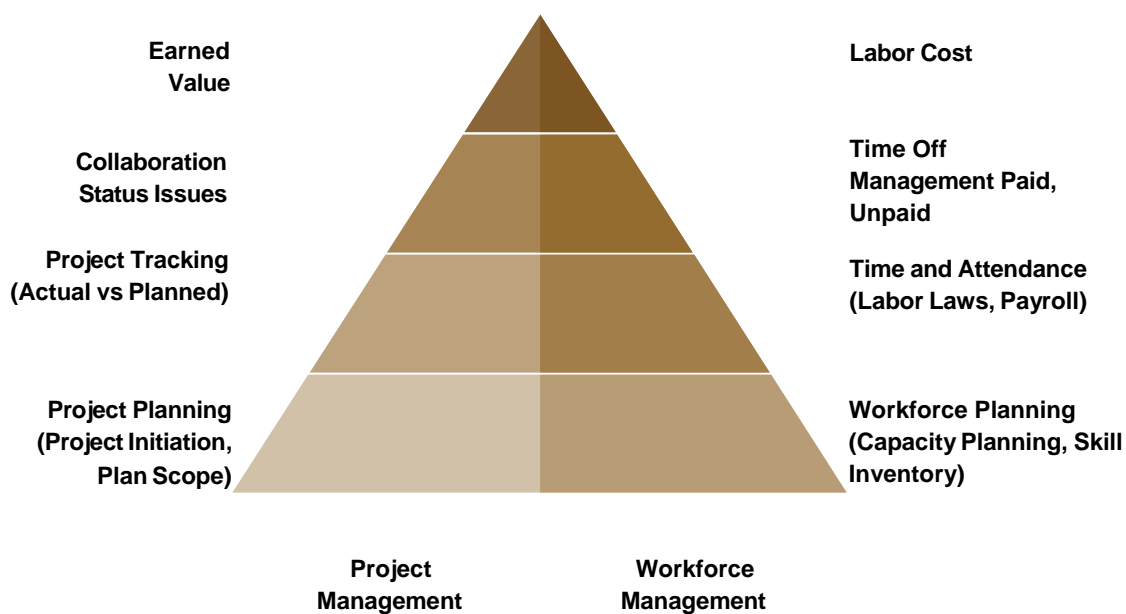 Earned
Value
Labor Cost
Collaboration
Status Issues
Time Off
Management Paid,
Unpaid
Project Tracking
(Actual vs Planned)
Time and Attendance
(Labor Laws, Payroll)
Project Planning
(Project Initiation,
Plan Scope)
Workforce Planning
(Capacity Planning, Skill
Inventory)
Project
Management
Workforce
Management